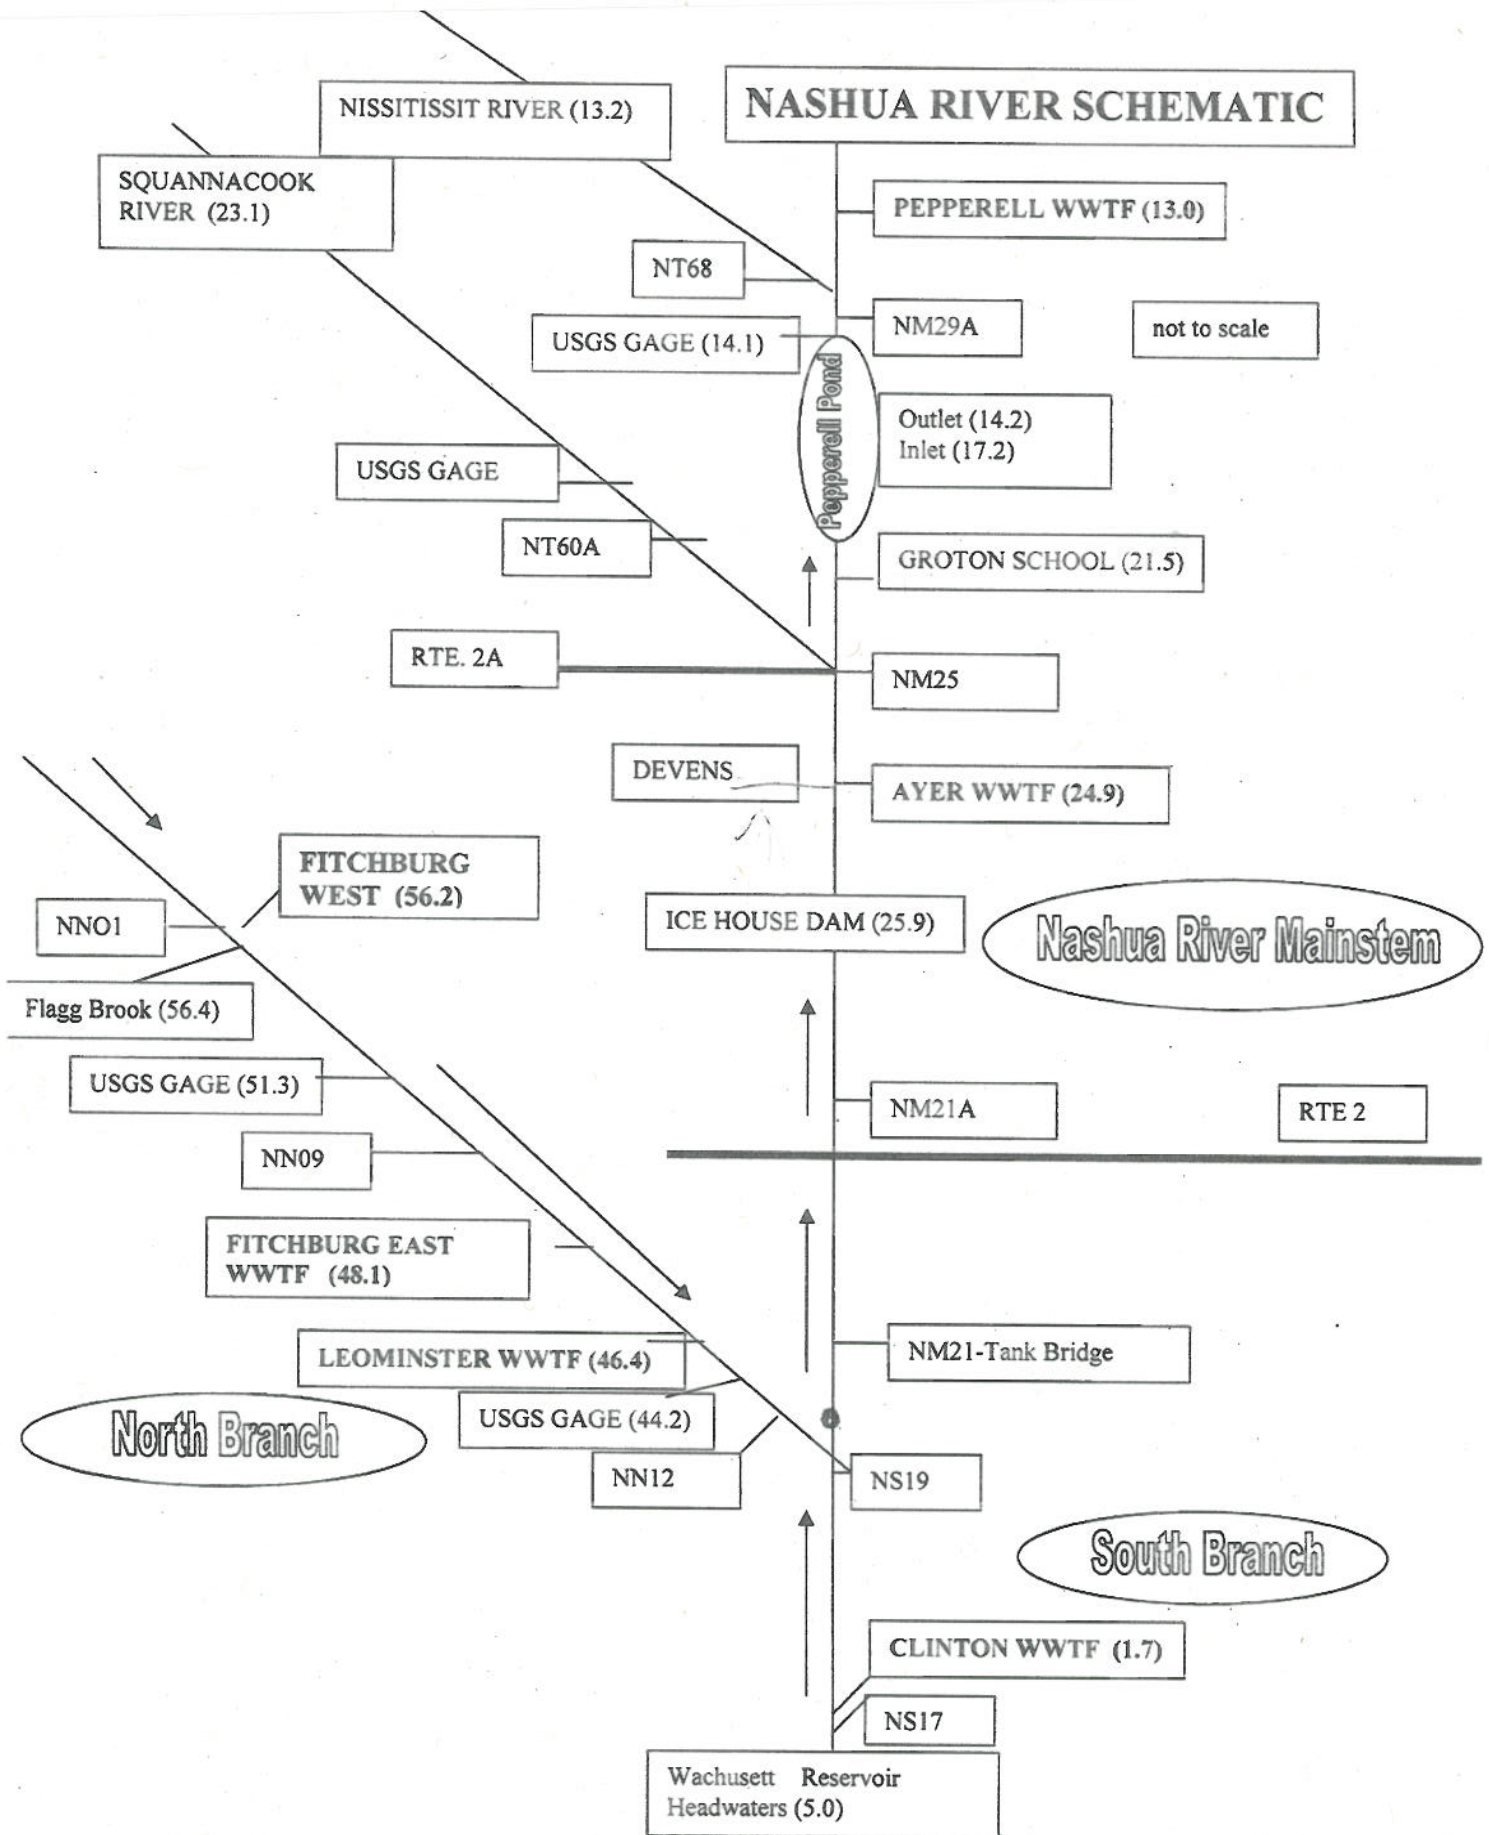 NASHUA RIVER SCHEMATIC
NISSITISSIT RIVER (13.2)
SQUANNACOOK
RIVER (23.1)
PEPPERELL WWTF (13.0)
NT68
NM29A
not to scale
USGS GAGE (14.1)
Pepperell Pond
Outlet (14.2)
Inlet (17.2)
USGS GAGE
NT60A
GROTON SCHOOL (21.5)
RTE. 2A
NM25
DEVENS
AYER WWTF (24.9)
FITCHBURG
WEST (56.2)
NNO1
ICE HOUSE DAM (25.9)
Nashua River Mainstem
Flagg Brook (56.4)
USGS GAGE (51.3)
NM21A
RTE 2
NN09
FITCHBURG EAST
WWTF (48.1)
LEOMINSTER WWTF (46.4)
NM21-Tank Bridge
North Branch
USGS GAGE (44.2)
NN12
NS19
South Branch
CLINTON WWTF (1.7)
NS17
Wachusett Reservoir
Headwaters (5.0)